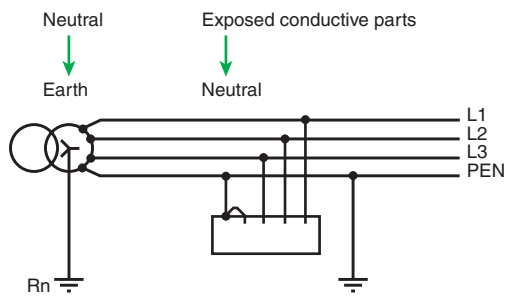 Neutral
Exposed conductive parts
Earth
Neutral
L1
L2
L3
PEN
Rn